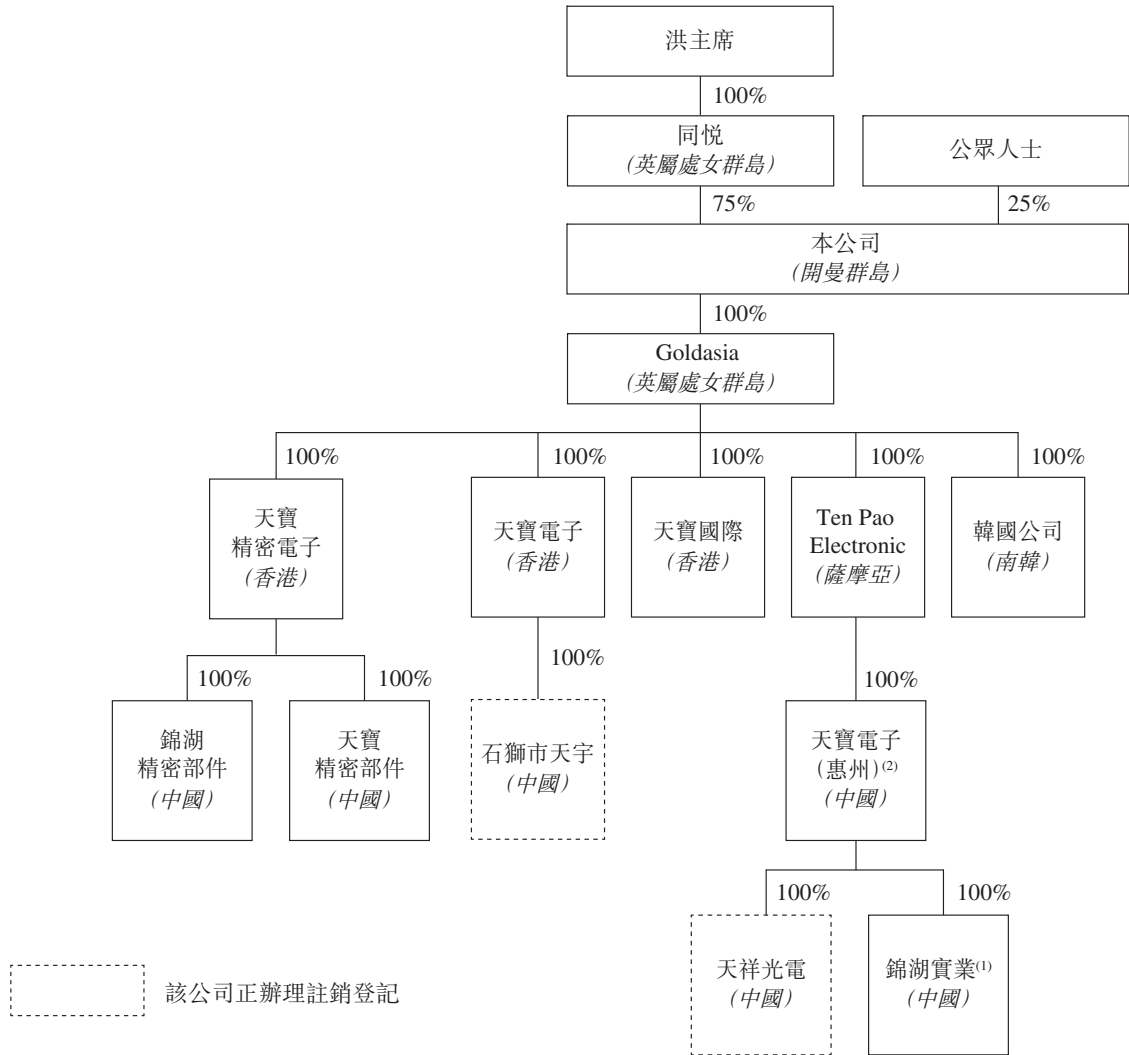 洪主席
100%
同悅
(英屬處女群島)
公眾人士
75%
25%
本公司
(開曼群島)
100%
Goldasia
(英屬處女群島)
100%
100%
100%
100%
100%
天寶
精密電子
(香港)
天寶電子
(香港)
天寶國際
(香港)
Ten Pao
Electronic
(薩摩亞)
韓國公司
(南韓)
100%
100%
100%
100%
錦湖
精密部件
(中國)
天寶
精密部件
(中國)
石獅市天宇
(中國)
天寶電子
(惠州)(2)
(中國)
100%
100%
天祥光電
(中國)
錦湖實業(1)
(中國)
該公司正辦理註銷登記